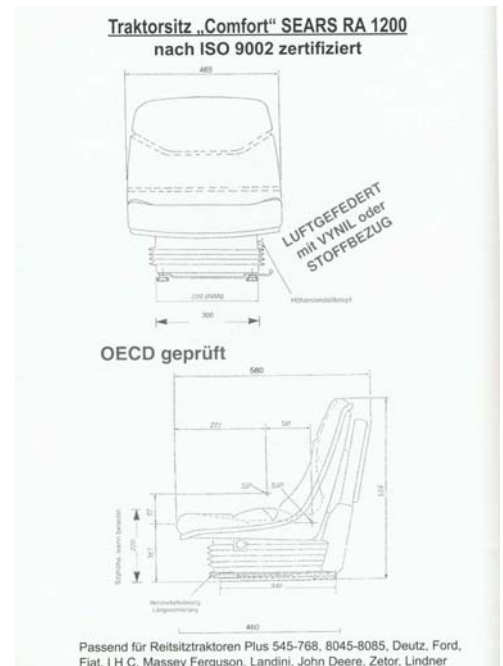 Traktorsitz „Comfort" SEARS RA 1200
nach ISO 9002 zertifiziert
465
LUFTGEFEDERT
mit VYNIL oder
STOFFBEZUG
300
OECD geprüft
580
460
Passend für Reitsitztraktoren Plus 545-768, 8045-8085, Deutz, Ford,
Fiat, I H C, Massey Ferguson, Landini, John Deere, Zetor, Lindner